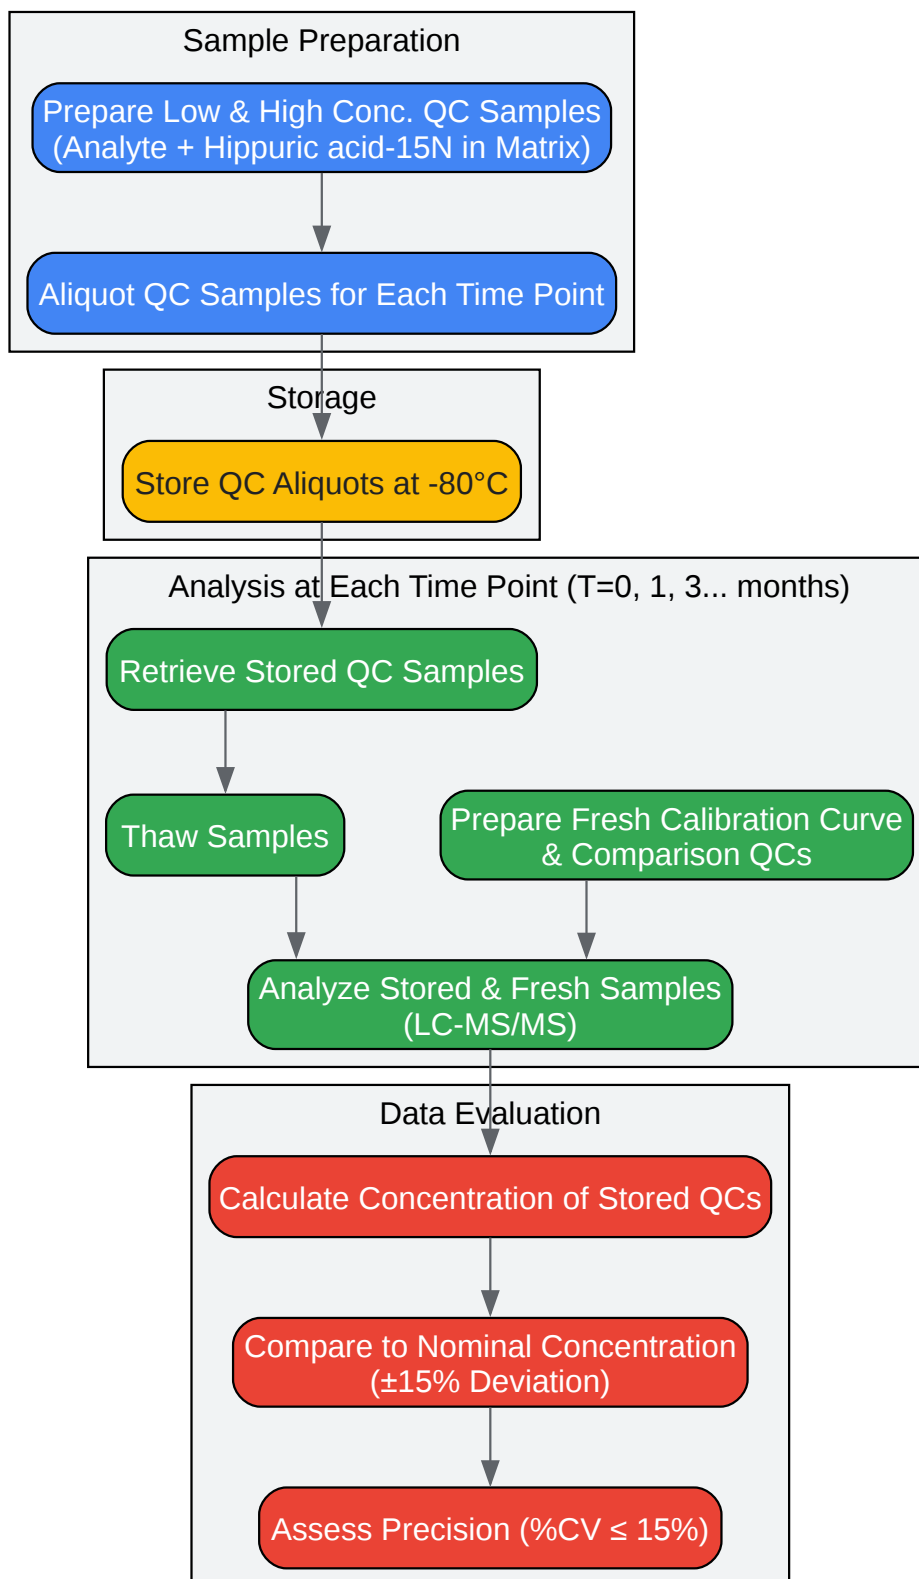 Sample Preparation
Prepare Low & High Conc. QC Samples
(Analyte + Hippuric acid-15N in Matrix)
Aliquot QC Samples for Each Time Point
Storage
Store QC Aliquots at -80°C
Analysis at Each Time Point (T=0, 1, 3... months)
Retrieve Stored QC Samples
Thaw Samples
Prepare Fresh Calibration Curve
& Comparison QCs
Analyze Stored & Fresh Samples
(LC-MS/MS)
Data Evaluation
Calculate Concentration of Stored QCs
Compare to Nominal Concentration
(±15% Deviation)
Assess Precision (%CV ≤ 15%)